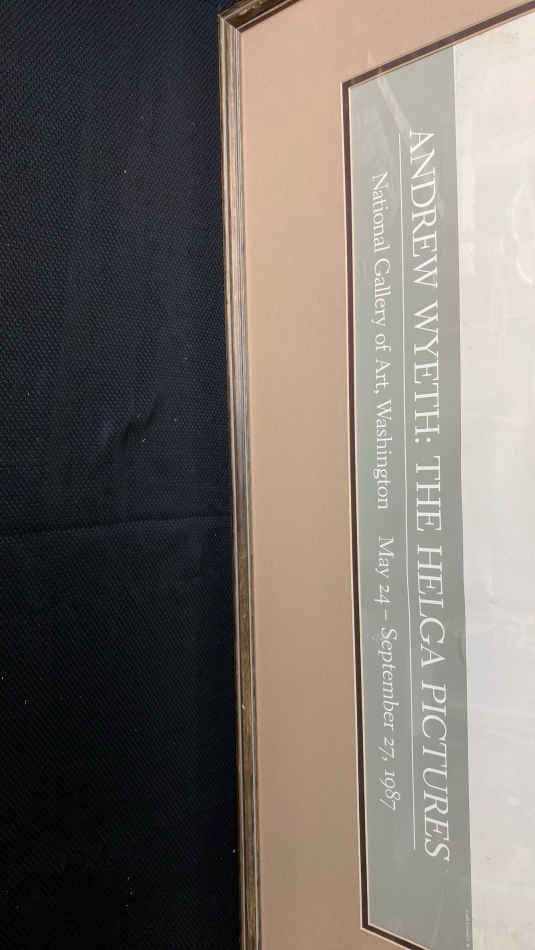 ANDREW WYETH: THE HELGA PICTURES
National Gallery of Art, Washington May 24 – September 27, 1987